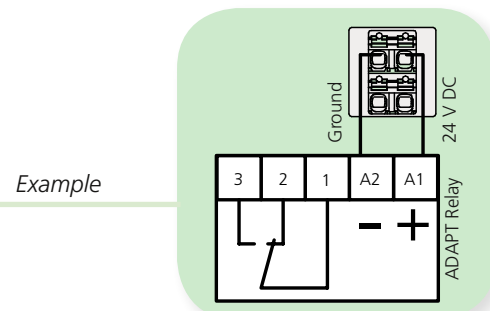 Example
Ground
24 V DC
3 2 1 A2 A1
− +
ADAPT Relay